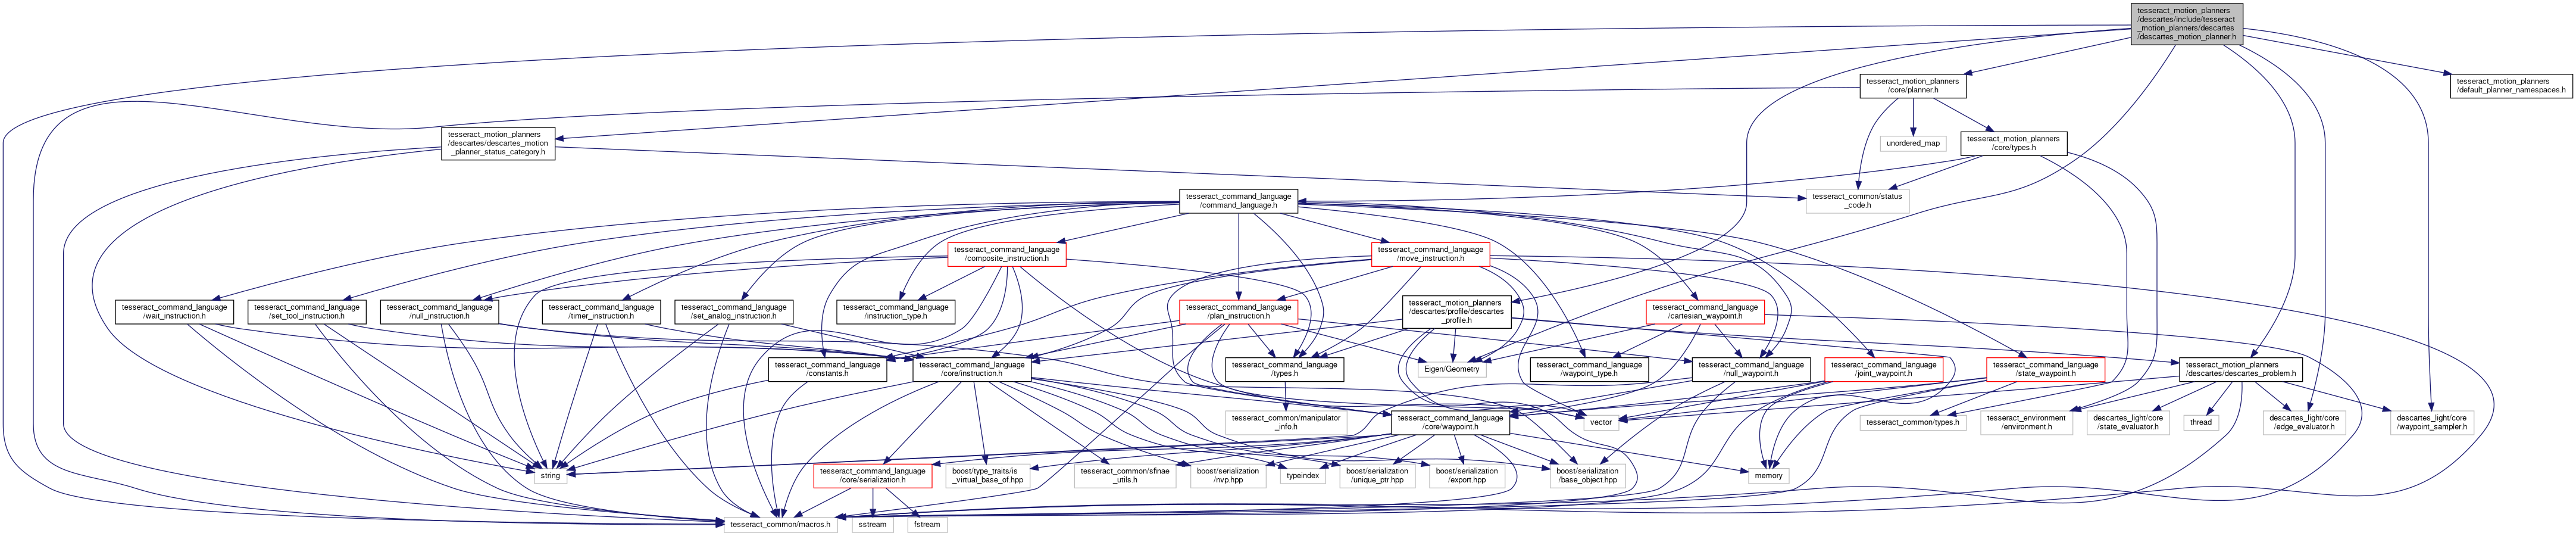 tesseract_motion_planners
/descartes/include/tesseract
_motion_planners/descartes
/descartes_motion_planner.h
tesseract_motion_planners
/core/planner.h
tesseract_motion_planners
/default_planner_namespaces.h
tesseract_motion_planners
/descartes/descartes_motion
_planner_status_category.h
unordered_map
tesseract_motion_planners
/core/types.h
tesseract_command_language
/command_language.h
tesseract_common/status
_code.h
tesseract_command_language
/composite_instruction.h
tesseract_command_language
/move_instruction.h
tesseract_command_language
/wait_instruction.h
tesseract_command_language
/set_tool_instruction.h
tesseract_command_language
/null_instruction.h
tesseract_command_language
/timer_instruction.h
tesseract_command_language
/set_analog_instruction.h
tesseract_command_language
/instruction_type.h
tesseract_command_language
/plan_instruction.h
tesseract_motion_planners
/descartes/profile/descartes
_profile.h
tesseract_command_language
/cartesian_waypoint.h
tesseract_command_language
/constants.h
tesseract_command_language
/core/instruction.h
tesseract_command_language
/types.h
Eigen/Geometry
tesseract_command_language
/waypoint_type.h
tesseract_command_language
/null_waypoint.h
tesseract_command_language
/joint_waypoint.h
tesseract_command_language
/state_waypoint.h
tesseract_motion_planners
/descartes/descartes_problem.h
tesseract_common/manipulator
_info.h
tesseract_command_language
/core/waypoint.h
vector
tesseract_common/types.h
tesseract_environment
/environment.h
descartes_light/core
/state_evaluator.h
thread
descartes_light/core
/edge_evaluator.h
descartes_light/core
/waypoint_sampler.h
string
tesseract_command_language
/core/serialization.h
boost/type_traits/is
_virtual_base_of.hpp
tesseract_common/sfinae
_utils.h
boost/serialization
/nvp.hpp
typeindex
boost/serialization
/unique_ptr.hpp
boost/serialization
/export.hpp
boost/serialization
/base_object.hpp
memory
tesseract_common/macros.h
sstream
fstream